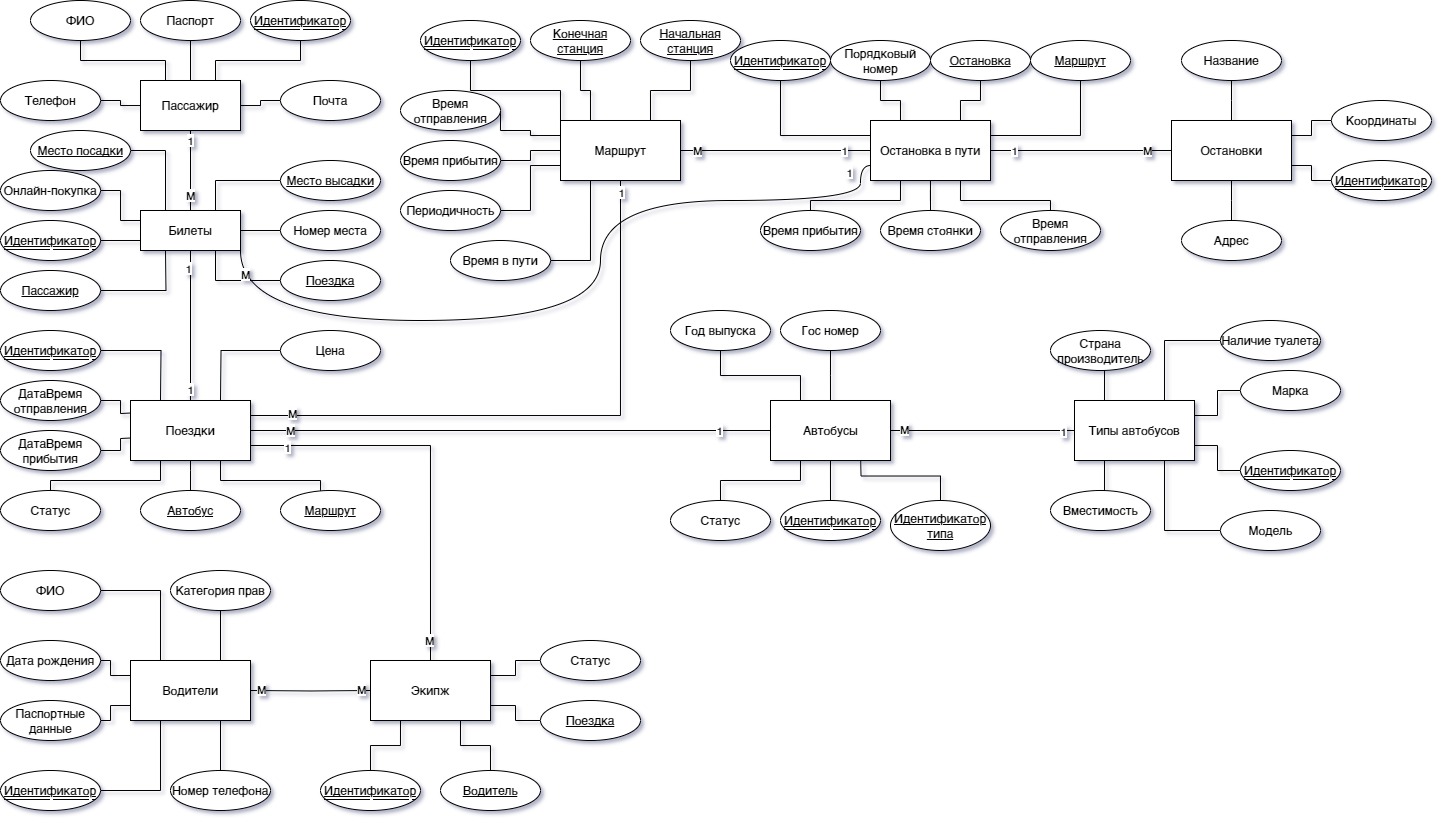 ФИО
Паспорт
Идентификатор
Телефон
Пассажир
Почта
1
М
Место посадки
Онлайн-покупка
Идентификатор
Пассажир
Билеты
Место высадки
Номер места
Поездка
М
1
1
Идентификатор
Конечная
станция
Начальная
станция
Время
отправления
Время прибытия
Периодичность
Время в пути
Маршрут
1
М
1
1
Идентификатор
Порядковый
номер
Остановка
Маршрут
Остановка в пути
Время прибытия
Время стоянки
Время
отправления
1
М
Название
Координаты
Остановки
Идентификатор
Адрес
Идентификатор
ДатаВремя
отправления
ДатаВремя
прибытия
Статус
Автобус
Маршрут
Цена
Поездки
М
М
1
1
М
Год выпуска
Гос номер
Автобусы
Статус
Идентификатор
Идентификатор
типа
М
1
Страна
производитель
Наличие туалета
Марка
Типы автобусов
Идентификатор
Вместимость
Модель
ФИО
Категория прав
Дата рождения
Водители
Паспортные
данные
Идентификатор
Номер телефона
М
М
Экипж
Статус
Поездка
Идентификатор
Водитель